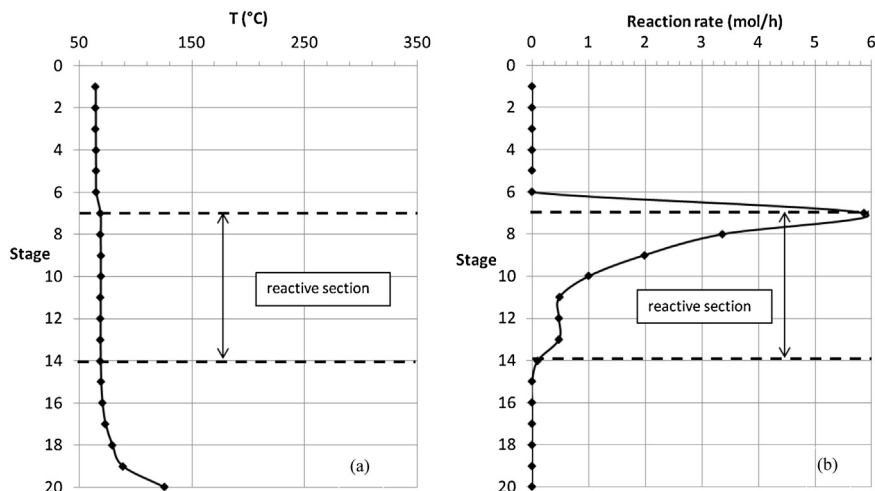 T (°C)
50 150 250 350
0
2
4
6
8
Stage
10
12
14
16
18
20
reactive section
(a)
Reaction rate (mol/h)
0 1 2 3 4 5 6
0
2
4
6
8
Stage
10
12
14
16
18
20
reactive section
(b)